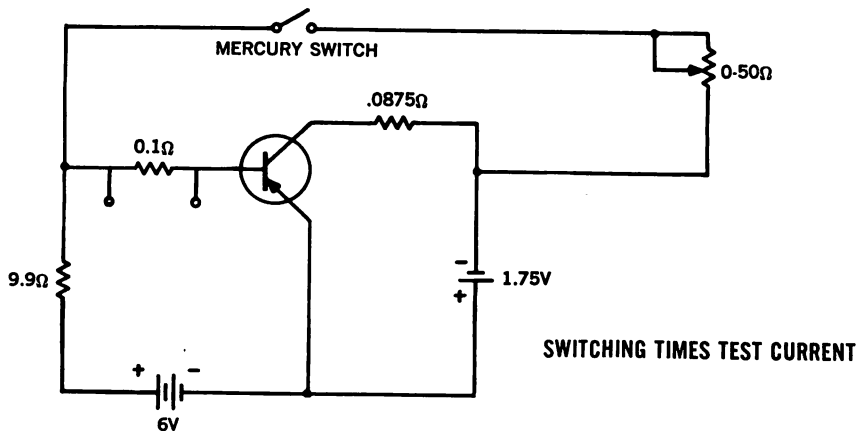 MERCURY SWITCH
0-50Ω
.0875Ω
0.1Ω
9.9Ω
-
1.75V
+
SWITCHING TIMES TEST CURRENT
+ -
6V